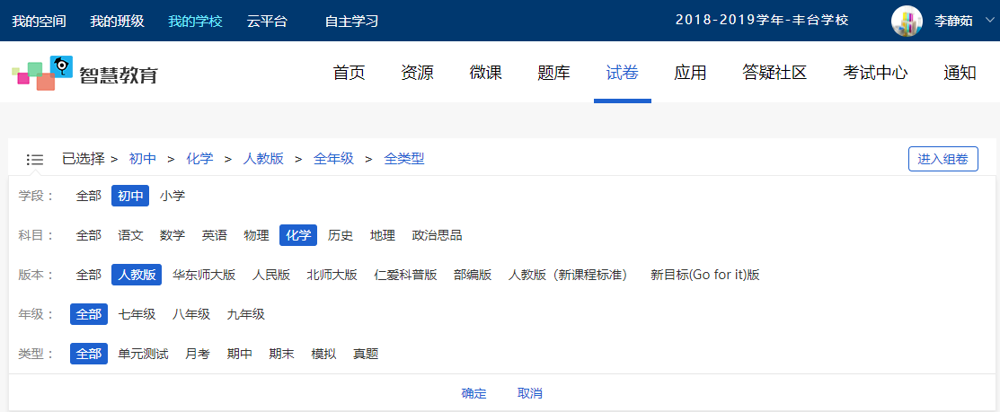 我的空间 我的班级 我的学校 云平台 自主学习 2018-2019学年-丰台学校 李静茹
智慧教育 首页 资源 微课 题库 试卷 应用 答疑社区 考试中心 通知
已选择 > 初中 > 化学 > 人教版 > 全年级 > 全类型 进入组卷
学段： 全部 初中 小学
科目： 全部 语文 数学 英语 物理 化学 历史 地理 政治思品
版本： 全部 人教版 华东师大版 人民版 北师大版 仁爱科普版 部编版 人教版（新课程标准） 新目标(Go for it)版
年级： 全部 七年级 八年级 九年级
类型： 全部 单元测试 月考 期中 期末 模拟 真题
确定 取消